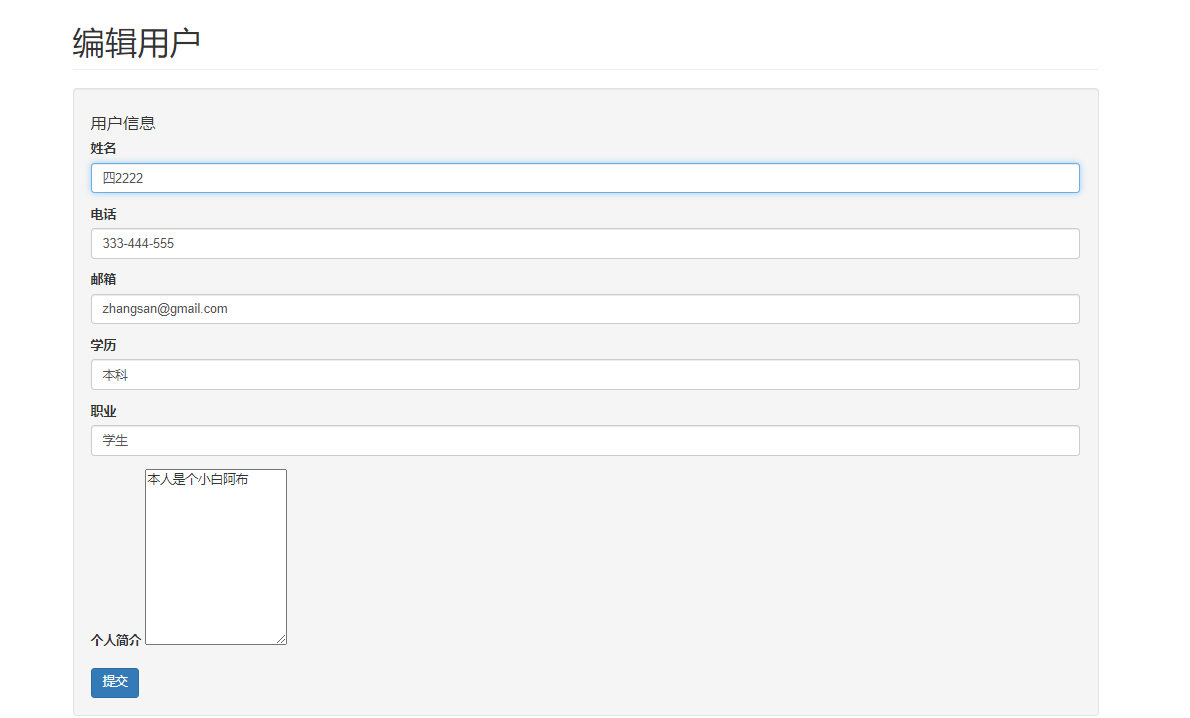 编辑用户
用户信息
姓名
四2222
电话
333-444-555
邮箱
zhangsan@gmail.com
学历
本科
职业
学生
本人是个小白阿布
个人简介
提交